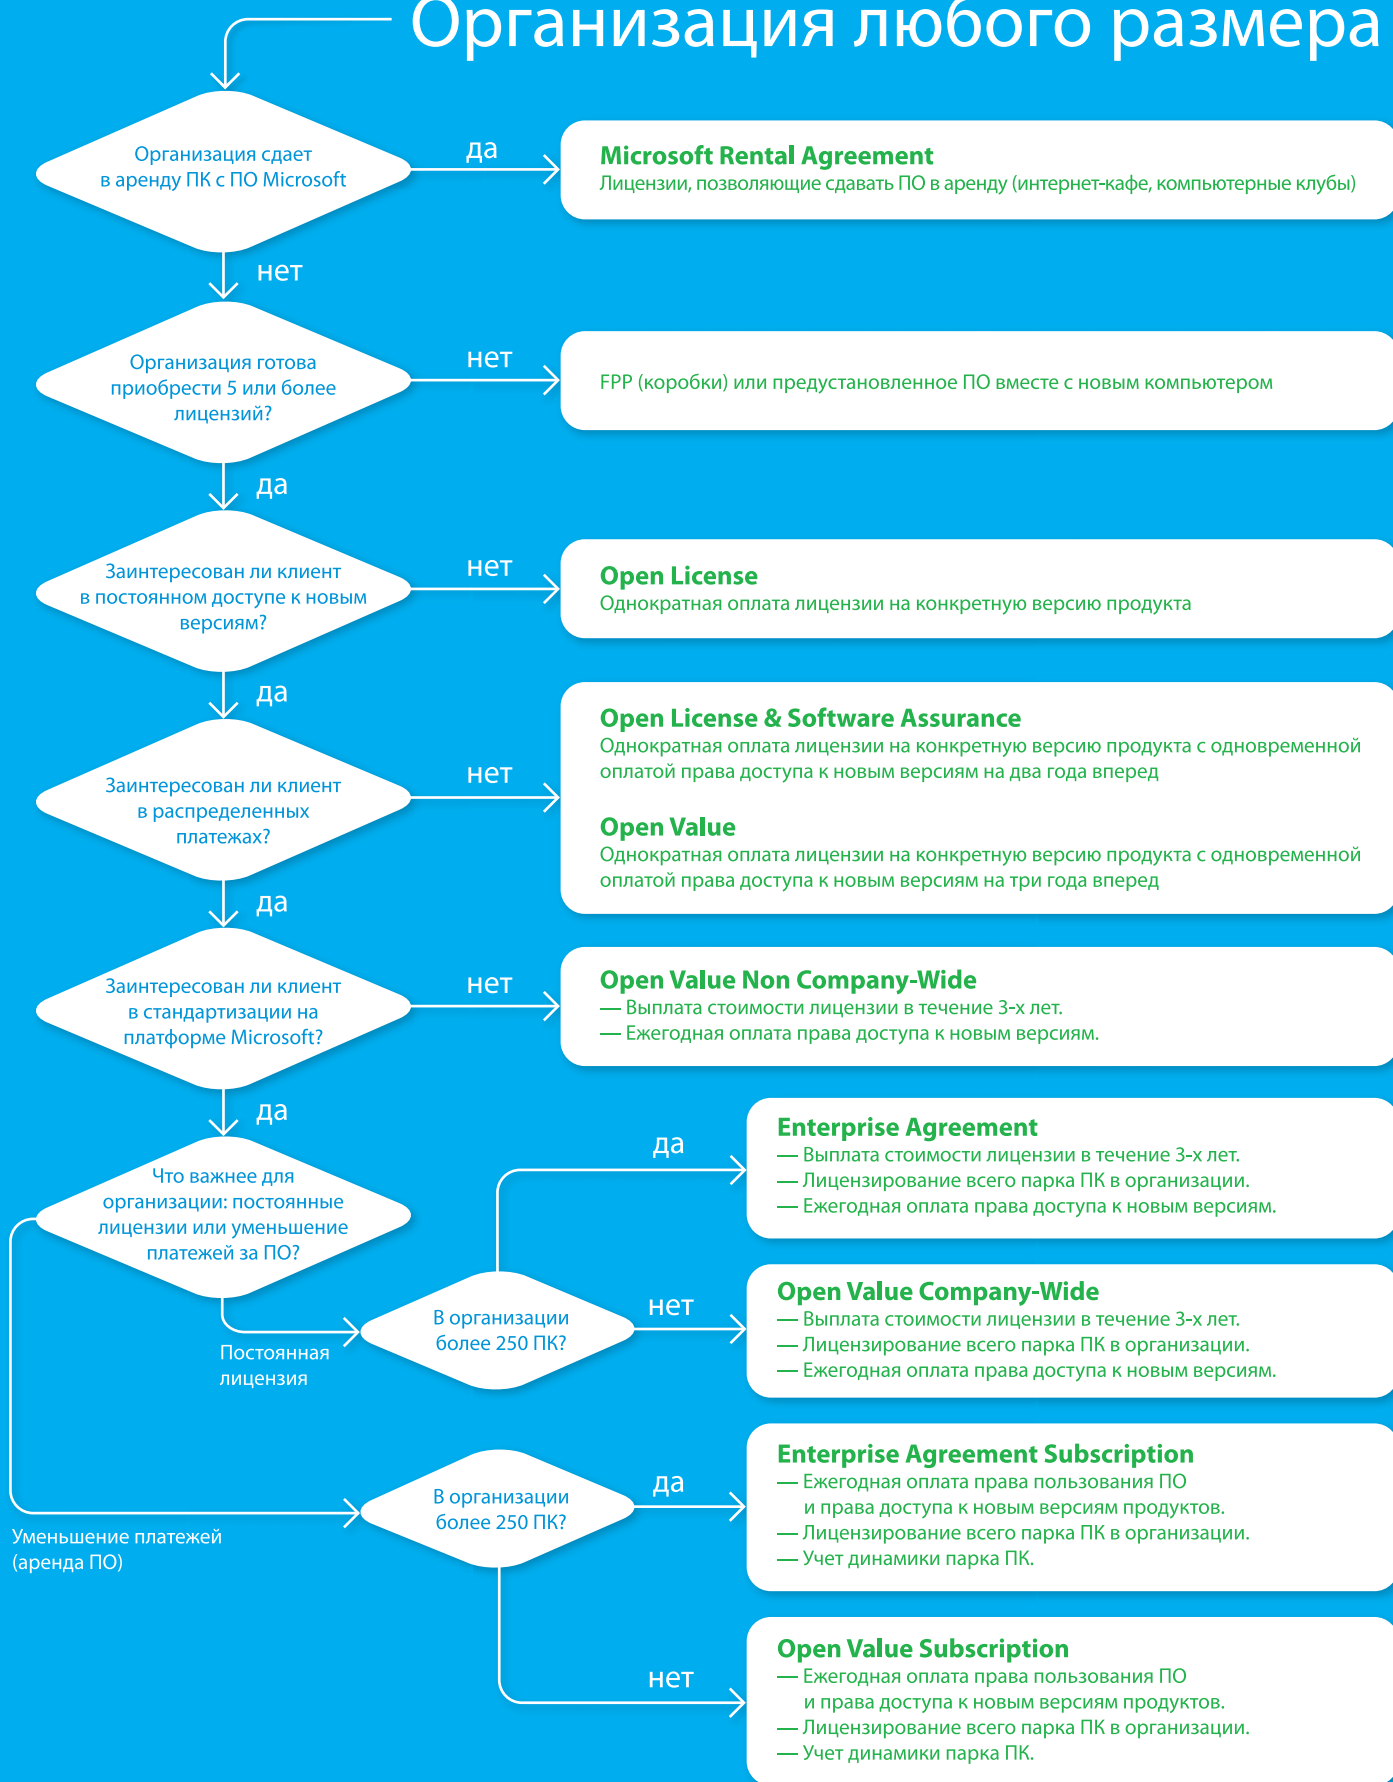 Организация любого размера
Организация сдает
в аренду ПК с ПО Microsoft
да
Microsoft Rental Agreement
Лицензии, позволяющие сдавать ПО в аренду (интернет-кафе, компьютерные клубы)
нет
Организация готова
приобрести 5 или более
лицензий?
нет
FPP (коробки) или предустановленное ПО вместе с новым компьютером
да
Заинтересован ли клиент
в постоянном доступе к новым
версиям?
нет
Open License
Однократная оплата лицензии на конкретную версию продукта
да
Заинтересован ли клиент
в распределенных
платежах?
нет
Open License & Software Assurance
Однократная оплата лицензии на конкретную версию продукта с одновременной
оплатой права доступа к новым версиям на два года вперед
Open Value
Однократная оплата лицензии на конкретную версию продукта с одновременной
оплатой права доступа к новым версиям на три года вперед
да
Заинтересован ли клиент
в стандартизации на
платформе Microsoft?
нет
Open Value Non Company-Wide
— Выплата стоимости лицензии в течение 3-х лет.
— Ежегодная оплата права доступа к новым версиям.
да
Что важнее для
организации: постоянные
лицензии или уменьшение
платежей за ПО?
Постоянная
лицензия
В организации
более 250 ПК?
да
Enterprise Agreement
— Выплата стоимости лицензии в течение 3-х лет.
— Лицензирование всего парка ПК в организации.
— Ежегодная оплата права доступа к новым версиям.
нет
Open Value Company-Wide
— Выплата стоимости лицензии в течение 3-х лет.
— Лицензирование всего парка ПК в организации.
— Ежегодная оплата права доступа к новым версиям.
Уменьшение платежей
(аренда ПО)
В организации
более 250 ПК?
да
Enterprise Agreement Subscription
— Ежегодная оплата права пользования ПО
и права доступа к новым версиям продуктов.
— Лицензирование всего парка ПК в организации.
— Учет динамики парка ПК.
нет
Open Value Subscription
— Ежегодная оплата права пользования ПО
и права доступа к новым версиям продуктов.
— Лицензирование всего парка ПК в организации.
— Учет динамики парка ПК.